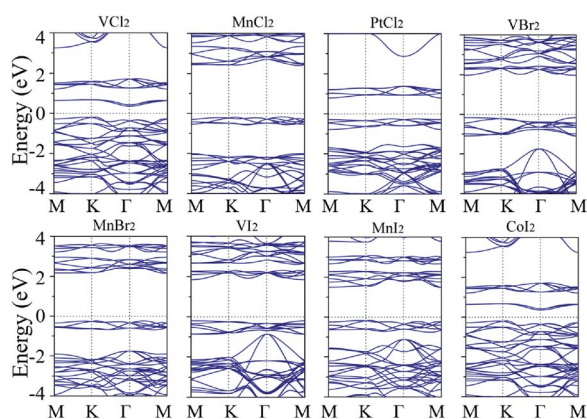 VCl2 MnCl2 PtCl2 VBr2
Energy (eV)
4
2
0
-2
-4
M K Γ M M K Γ M M K Γ M M K Γ M
MnBr2 VI2 MnI2 CoI2
Energy (eV)
4
2
0
-2
-4
M K Γ M M K Γ M M K Γ M M K Γ M